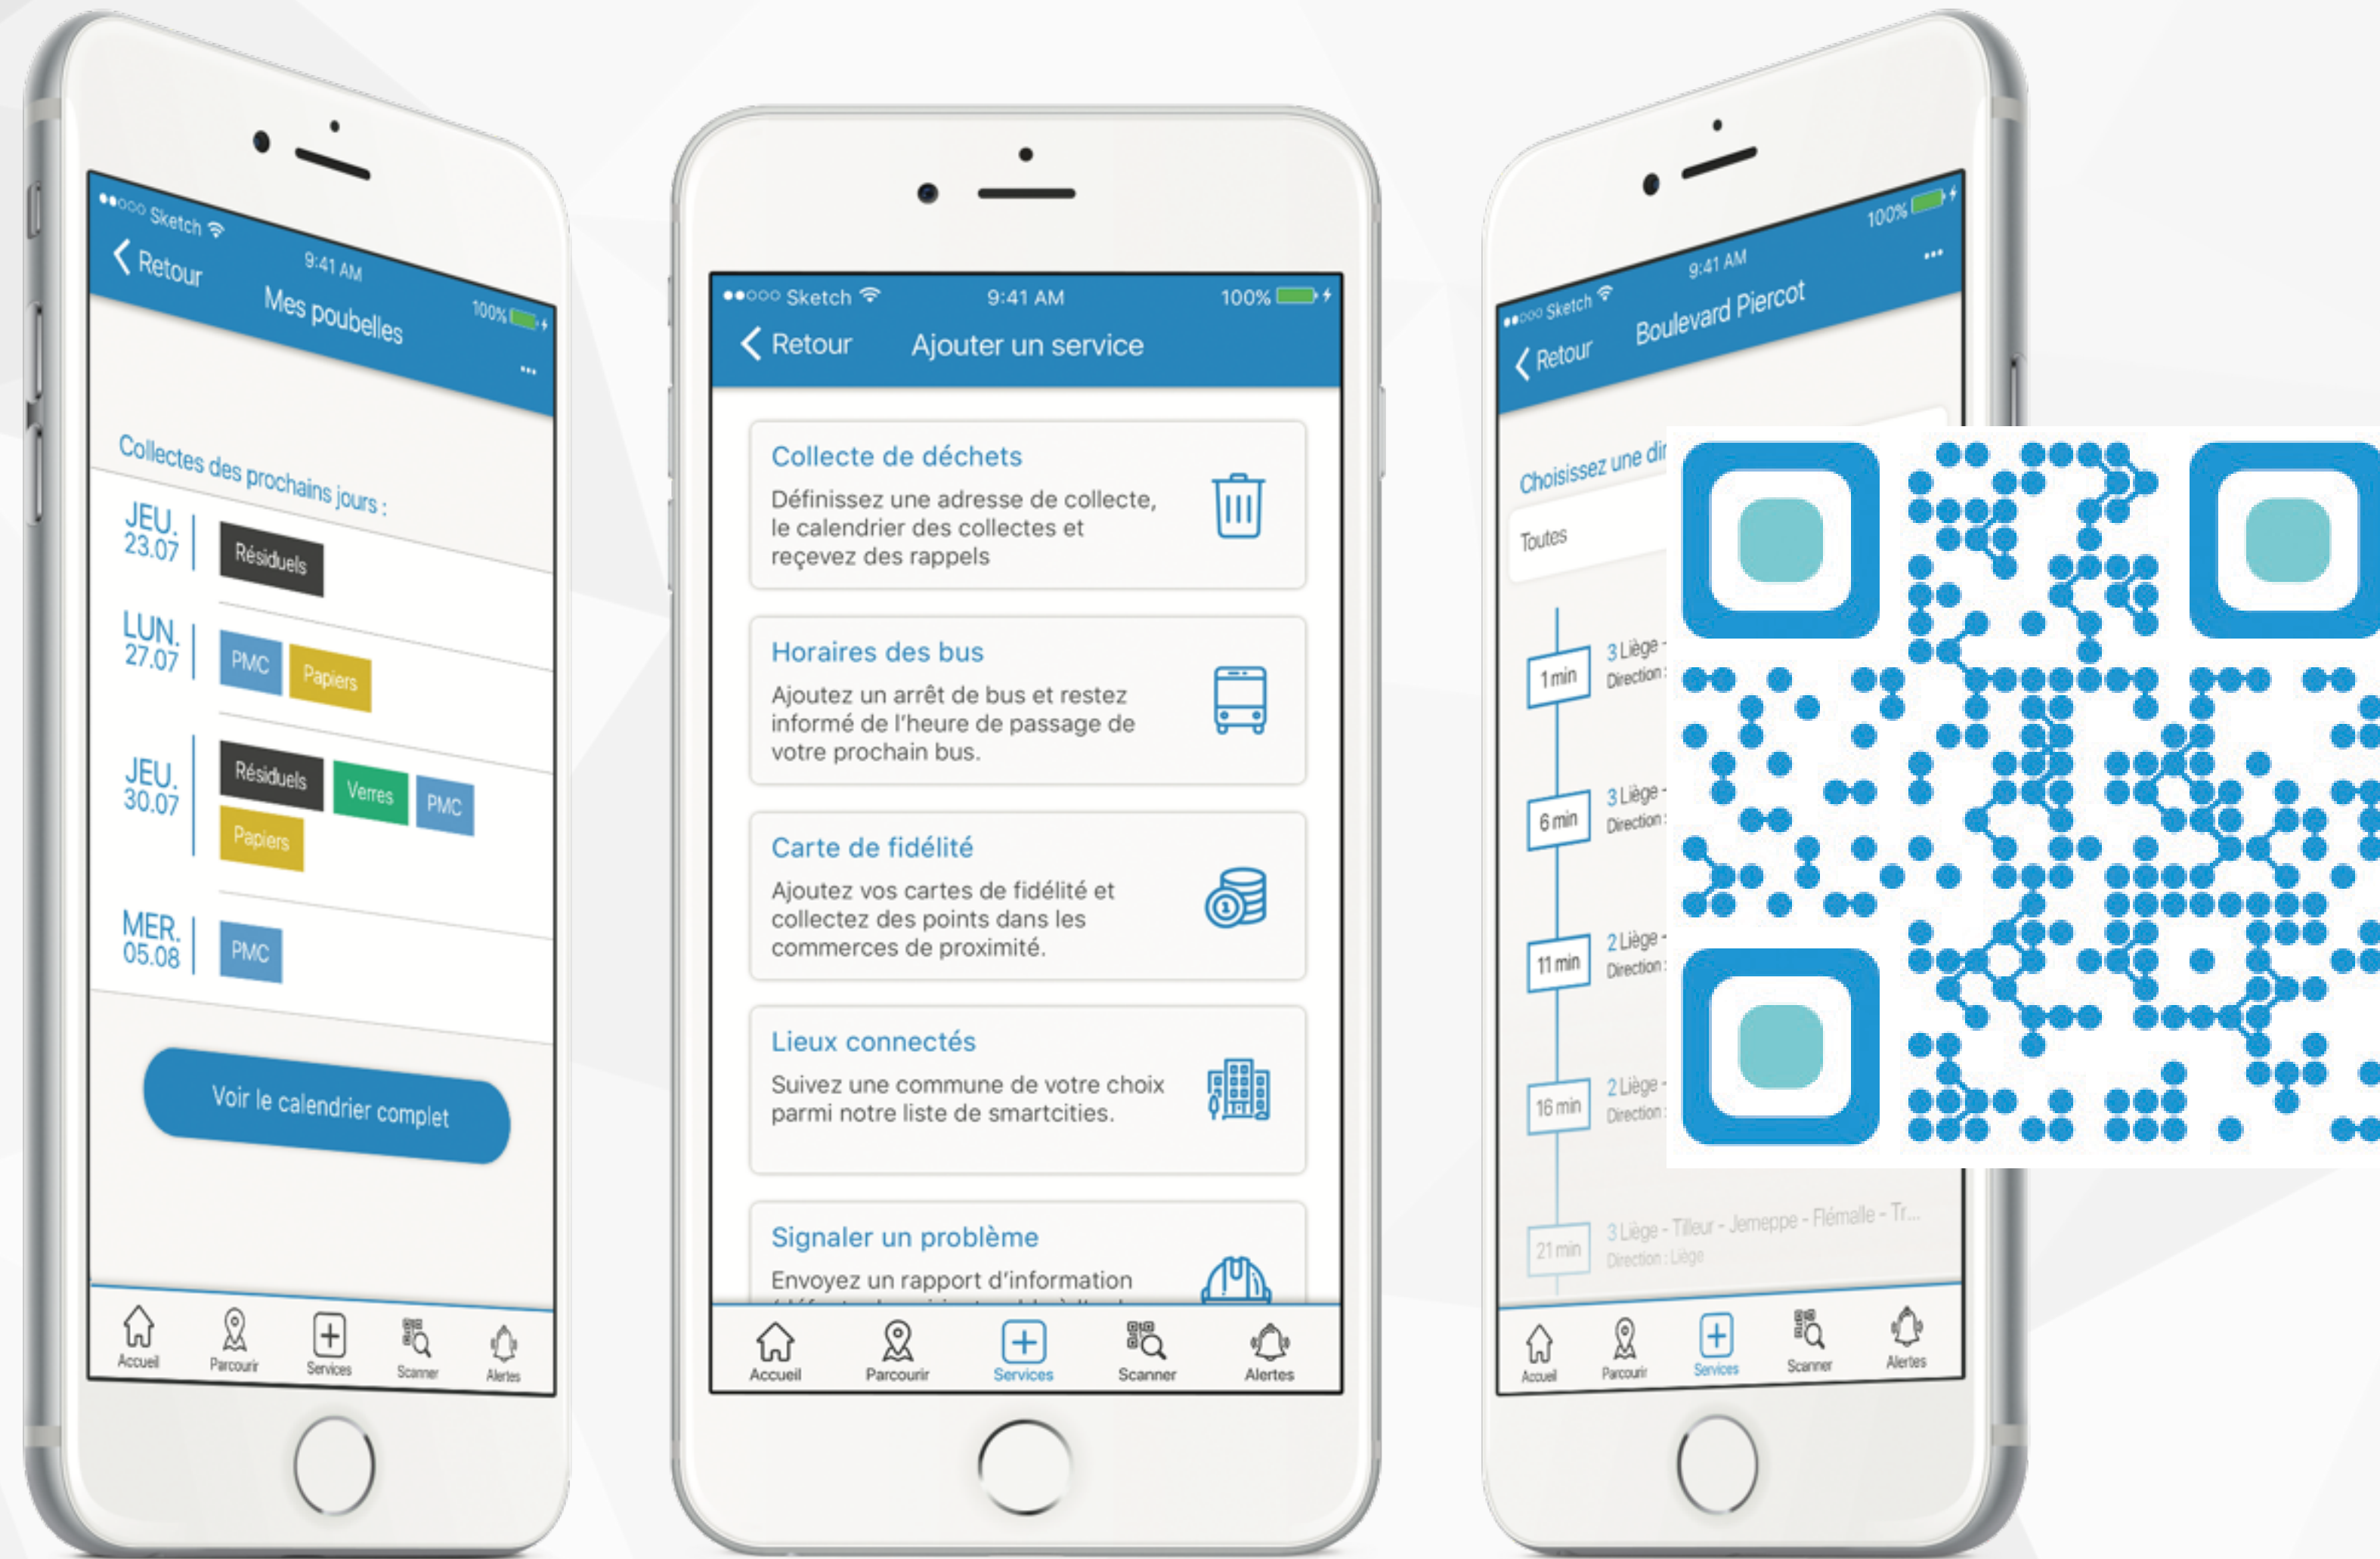 Sketch
9:41 AM
100%
Retour
Mes poubelles
...
Collectes des prochains jours :
JEU.
23.07
Résiduels
LUN.
27.07
PMC
Papiers
JEU.
30.07
Résiduels
Verres
PMC
Papiers
MER.
05.08
PMC
Voir le calendrier complet
Accueil
Parcourir
Services
Scanner
Alertes
Sketch
9:41 AM
100%
Retour
Ajouter un service
Collecte de déchets
Définissez une adresse de collecte,
le calendrier des collectes et
reçevez des rappels
Horaires des bus
Ajoutez un arrêt de bus et restez
informé de l'heure de passage de
votre prochain bus.
Carte de fidélité
Ajoutez vos cartes de fidélité et
collectez des points dans les
commerces de proximité.
1
Lieux connectés
Suivez une commune de votre choix
parmi notre liste de smartcities.
Signaler un problème
Envoyez un rapport d'information
Accueil
Parcourir
Services
Scanner
Alertes
Sketch
9:41 AM
100%
Retour
Boulevard Piercot
...
Choisissez une
Toutes
1 min
3 Liège -
Direction :
6 min
3 Liège -
Direction :
11 min
2 Liège -
Direction :
16 min
2 Liège -
Direction :
21 min
3 Liège - Tilleur - Jemeppe - Flémalle - Tr...
Direction : Liège
Accueil
Parcourir
Services
Scanner
Alertes